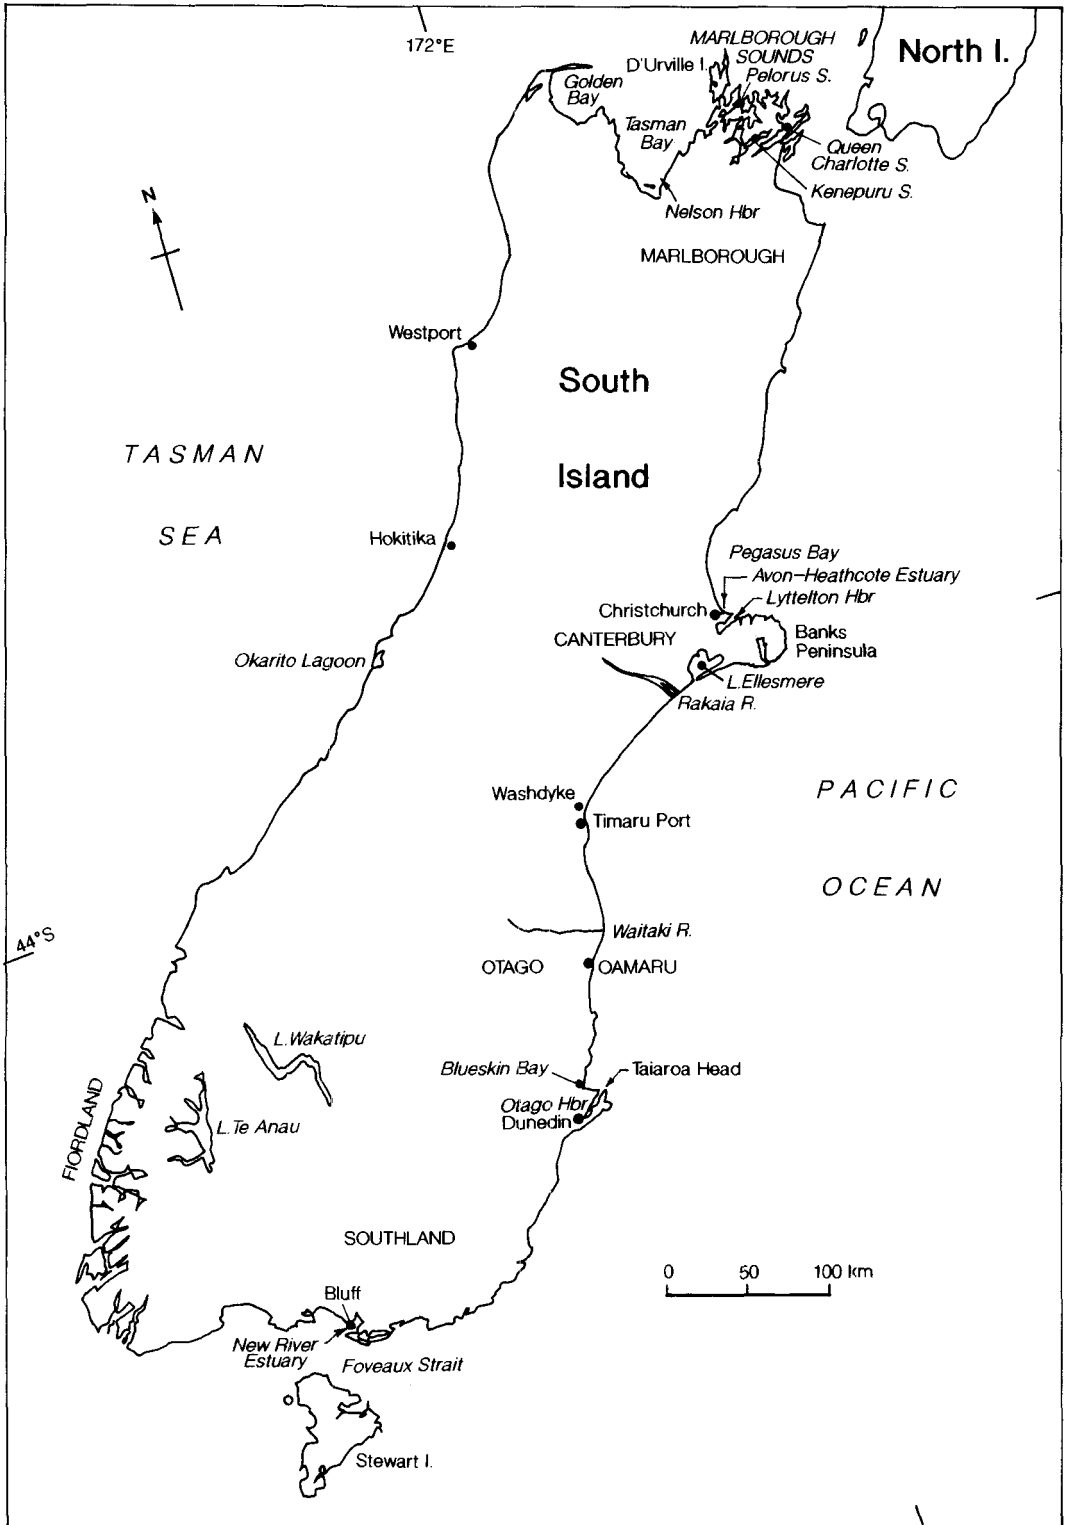 172°E
MARLBOROUGH
SOUNDS
D'Urville I.
Pelorus S.
North I.
Golden
Bay
Tasman
Bay
Queen
Charlotte S.
Kenepuru S.
Nelson Hbr
N
MARLBOROUGH
Westport
South
Island
TASMAN
SEA
Hokitika
Pegasus Bay
Avon-Heathcote Estuary
Lyttelton Hbr
Christchurch
CANTERBURY
Banks
Peninsula
Okarito Lagoon
L.Ellesmere
Rakaia R.
Washdyke
Timaru Port
PACIFIC
OCEAN
Waitaki R.
44°S
OTAGO
OAMARU
L.Wakatipu
Blueskin Bay
Taiaroa Head
Otago Hbr
Dunedin
FIORDLAND
L.Te Anau
SOUTHLAND
0 50 100 km
Bluff
New River
Estuary
Foveaux Strait
Stewart I.